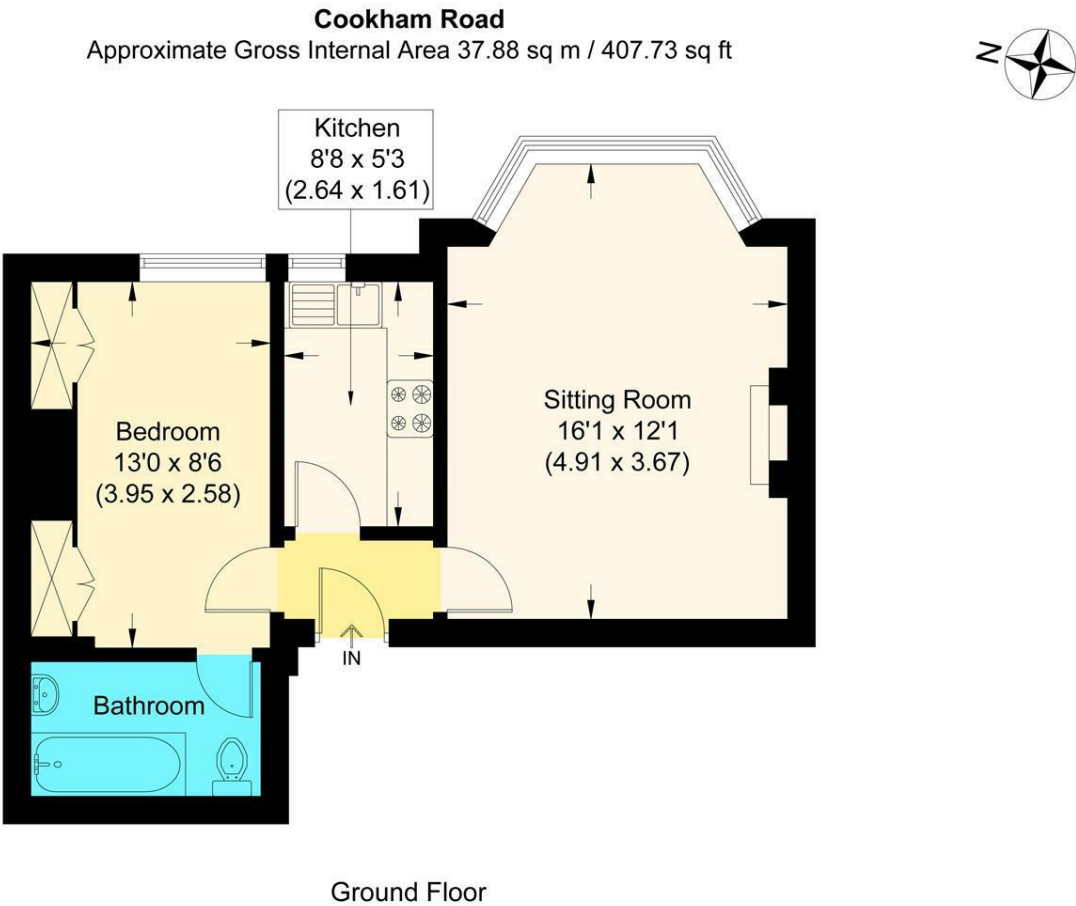 Cookham Road
Approximate Gross Internal Area 37.88 sq m / 407.73 sq ft
N
Kitchen
8'8 x 5'3
(2.64 x 1.61)
Sitting Room
16'1 x 12'1
(4.91 x 3.67)
Bedroom
13'0 x 8'6
(3.95 x 2.58)
IN
Bathroom
Ground Floor